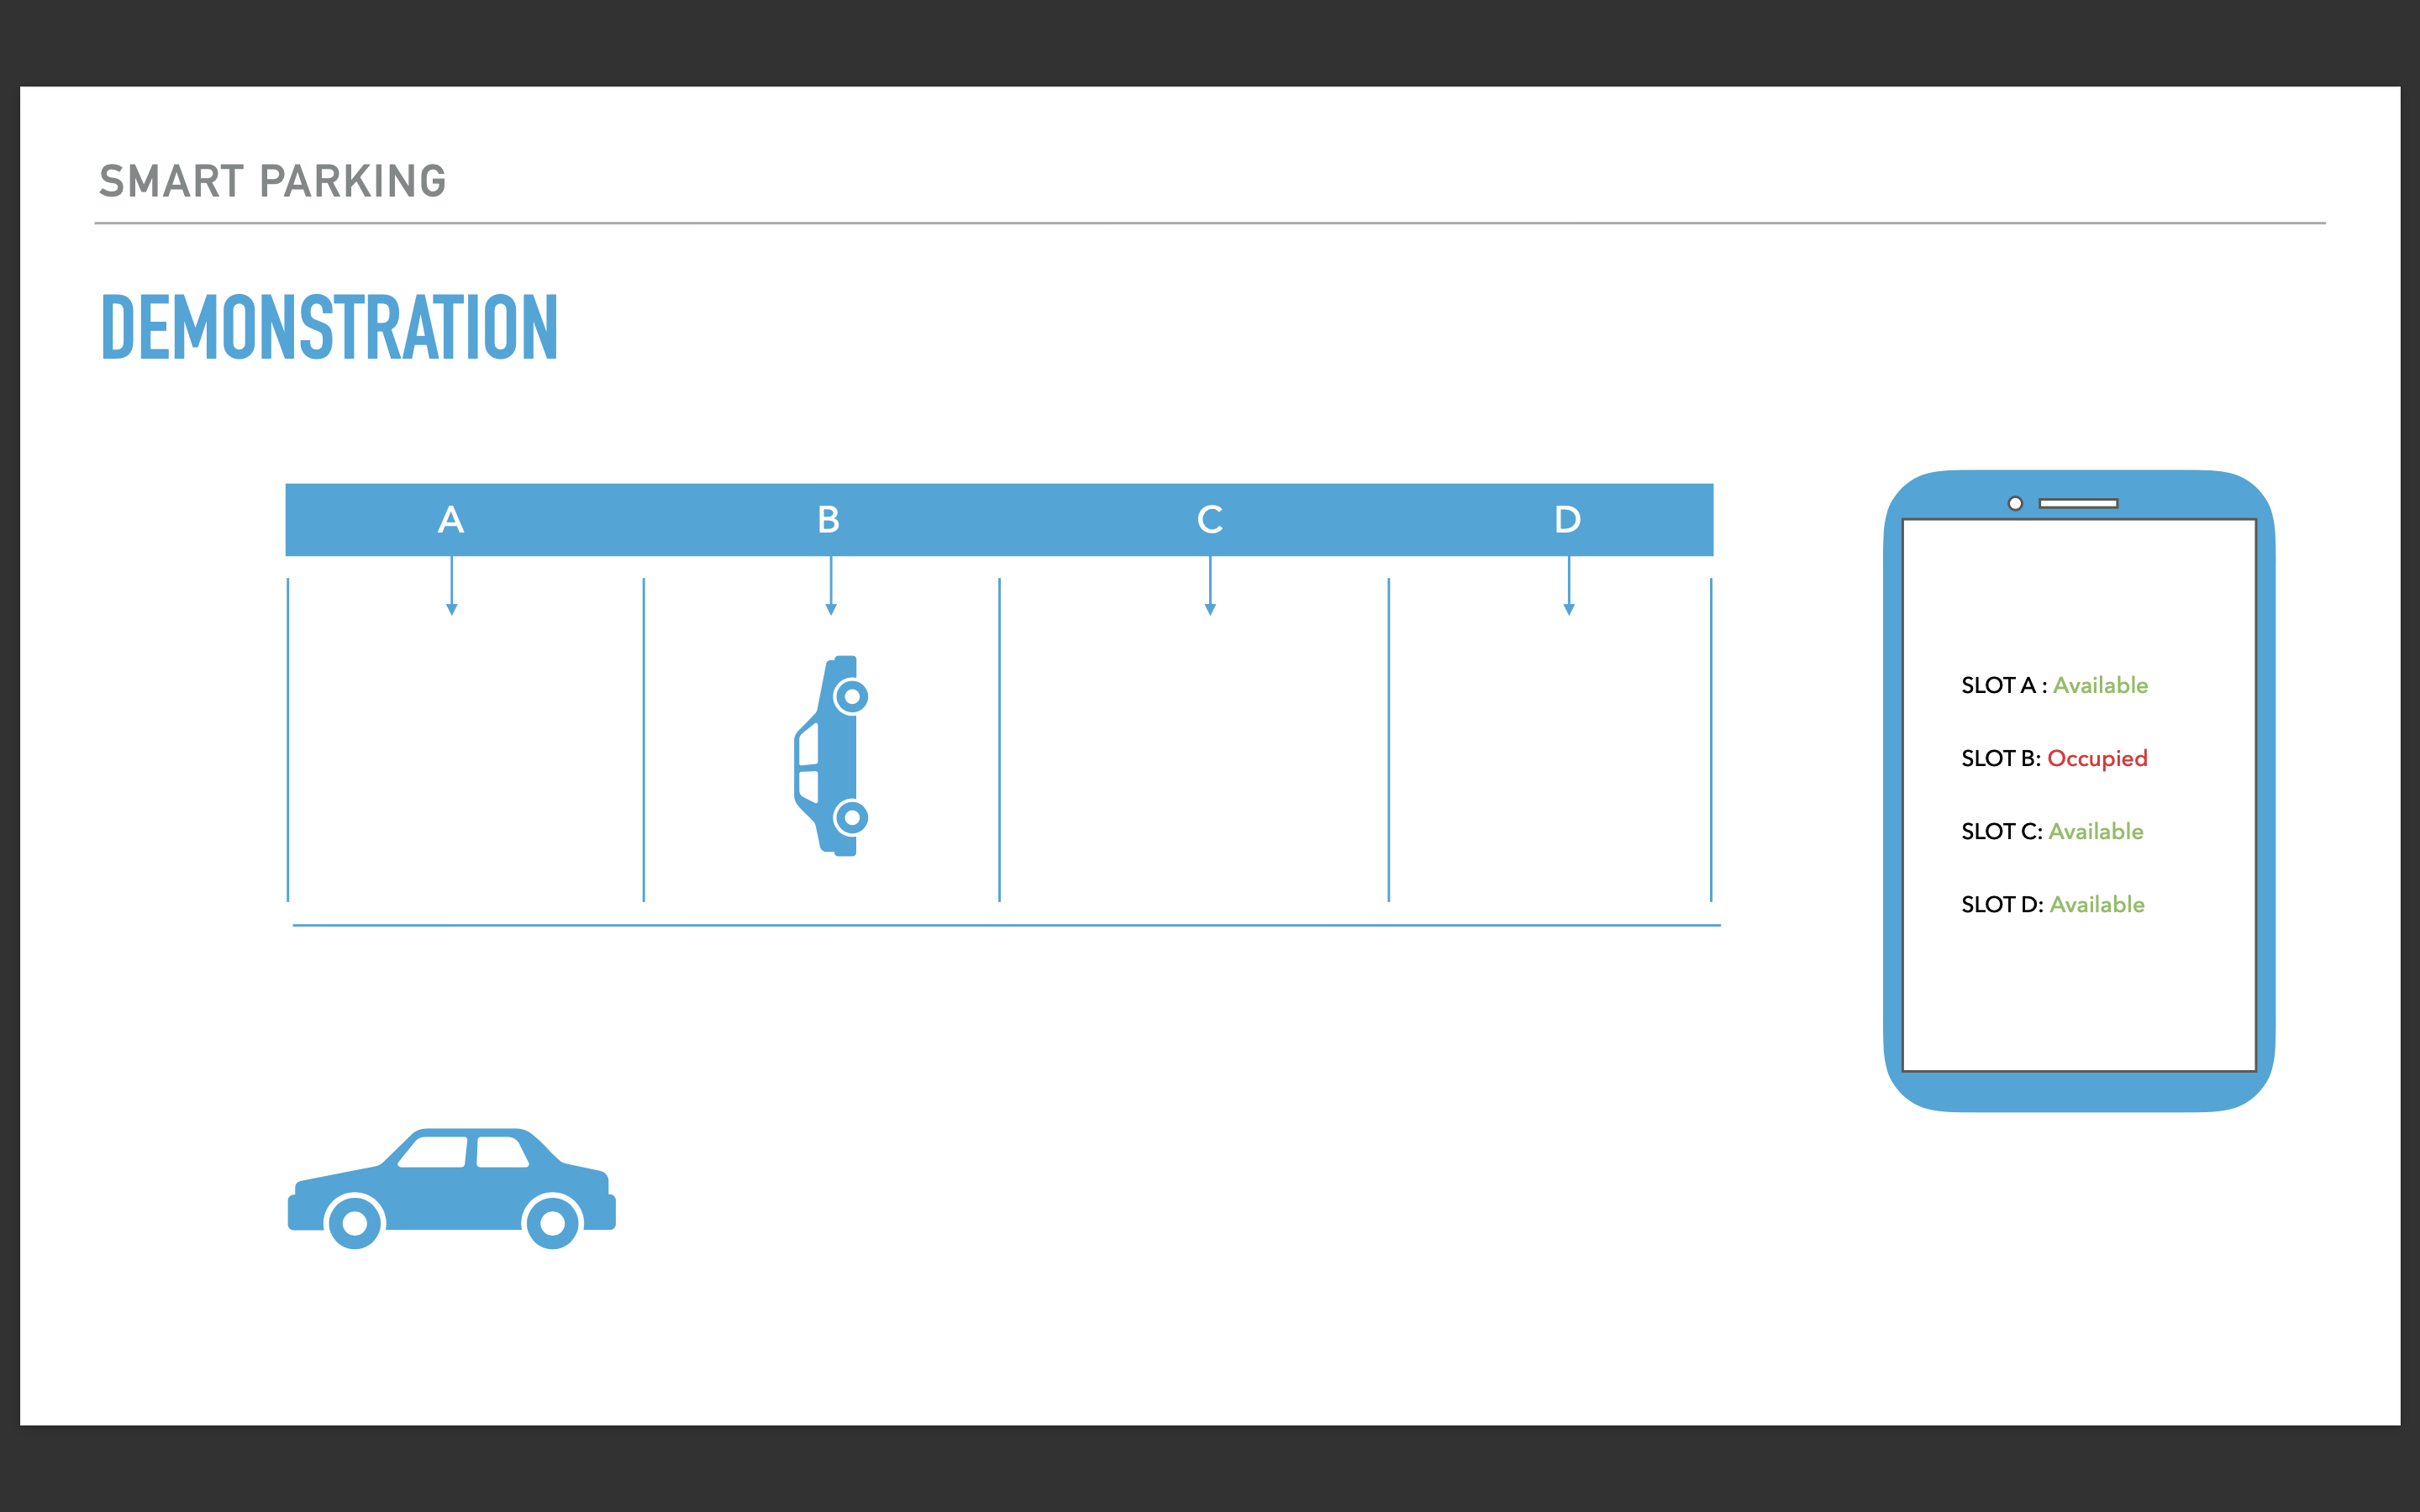 SMART PARKING
DEMONSTRATION
A B C D
SLOT A : Available
SLOT B: Occupied
SLOT C: Available
SLOT D: Available